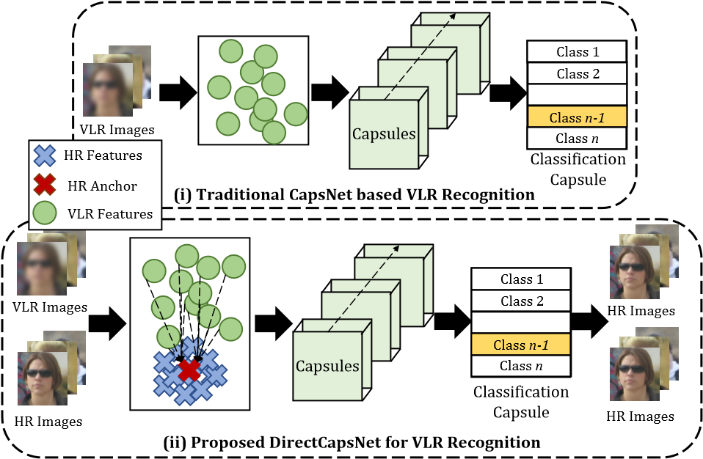 VLR Images
Capsules
Class 1
Class 2
Class n-1
Class n
Classification
Capsule
(i) Traditional CapsNet based VLR Recognition
HR Features
HR Anchor
VLR Features
VLR Images
HR Images
Capsules
Class 1
Class 2
Class n-1
Class n
Classification
Capsule
HR Images
HR Images
(ii) Proposed DirectCapsNet for VLR Recognition